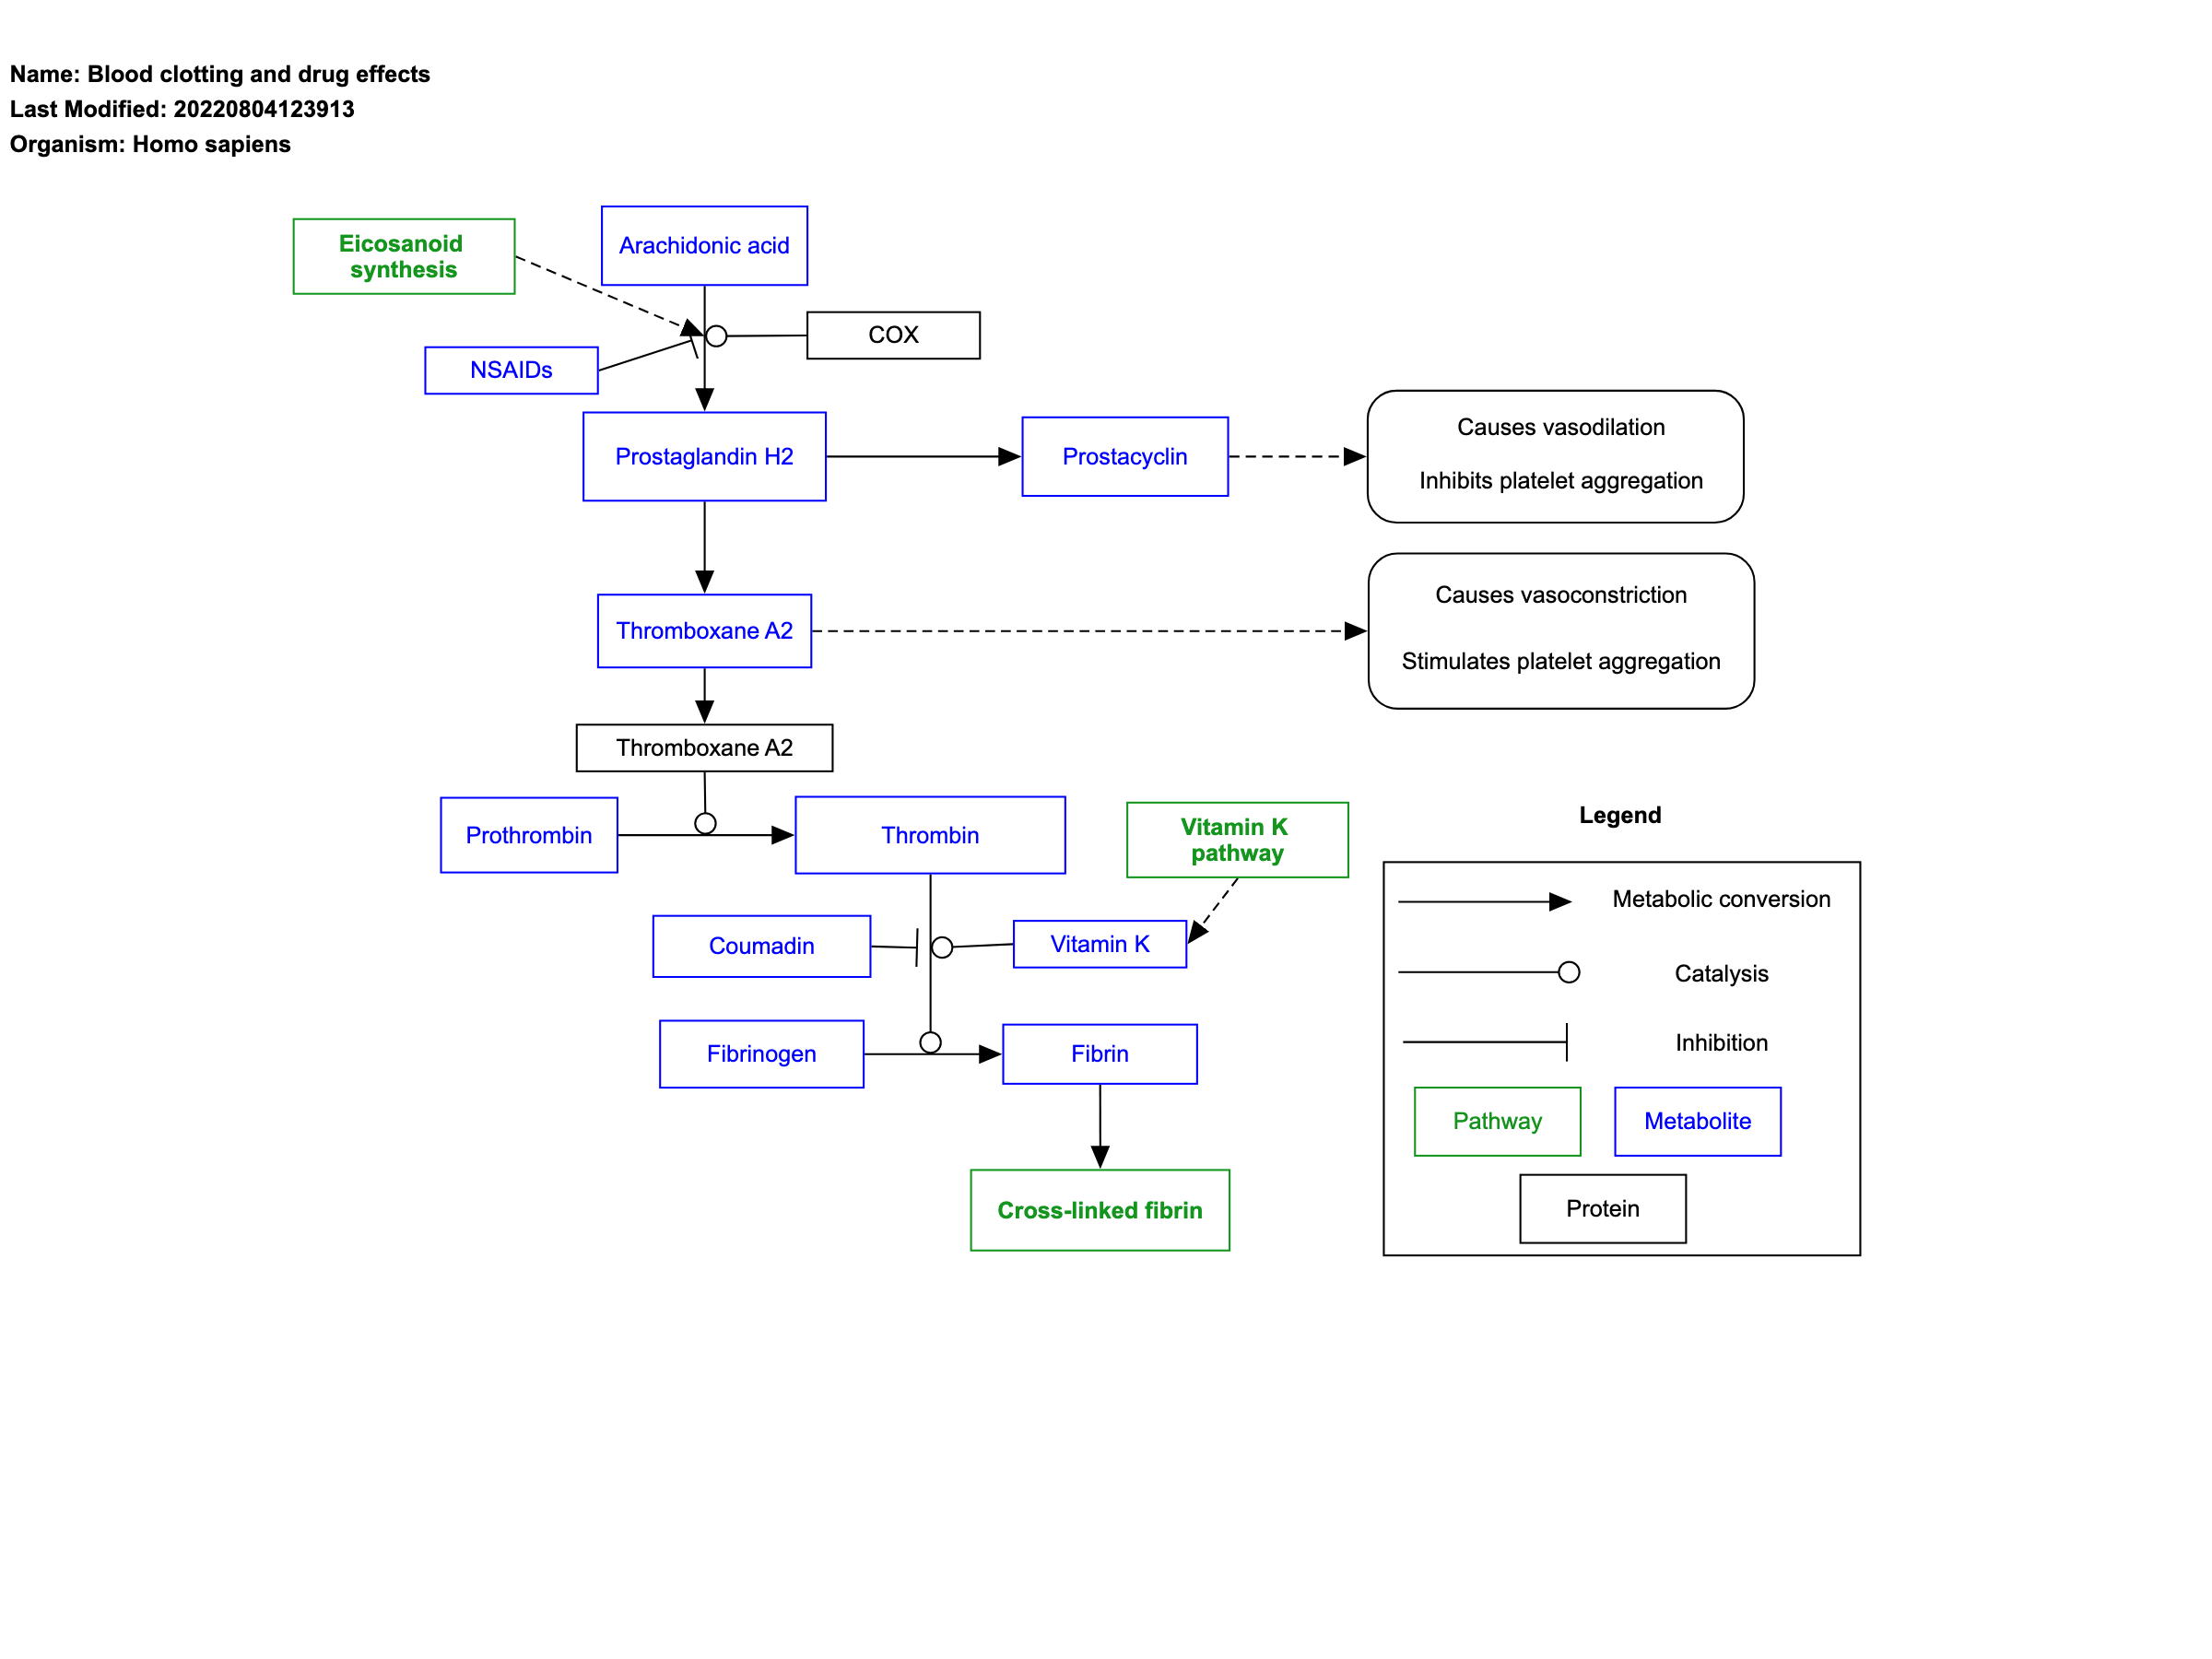 Name: Blood clotting and drug effects
Last Modified: 20220804123913
Organism: Homo sapiens
Eicosanoid
synthesis
Arachidonic acid
COX
NSAIDs
Prostaglandin H2
Prostacyclin
Causes vasodilation
Inhibits platelet aggregation
Thromboxane A2
Causes vasoconstriction
Stimulates platelet aggregation
Thromboxane A2
Prothrombin
Thrombin
Vitamin K
pathway
Coumadin
Vitamin K
Fibrinogen
Fibrin
Cross-linked fibrin
Legend
Metabolic conversion
Catalysis
Inhibition
Pathway
Metabolite
Protein